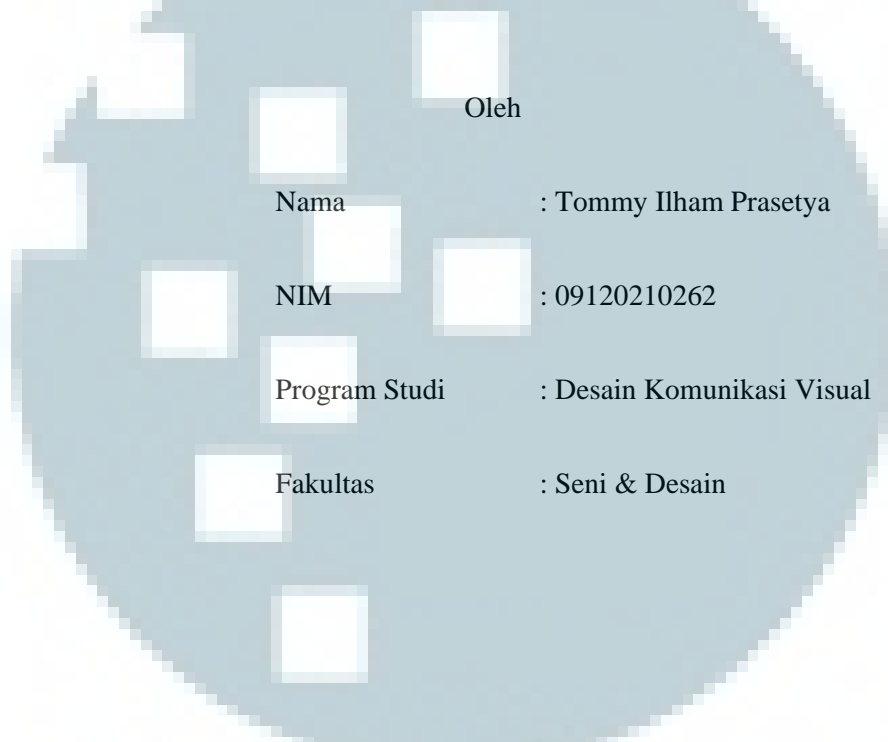 Oleh
Nama : Tommy Ilham Prasetya
NIM : 09120210262
Program Studi : Desain Komunikasi Visual
Fakultas : Seni & Desain